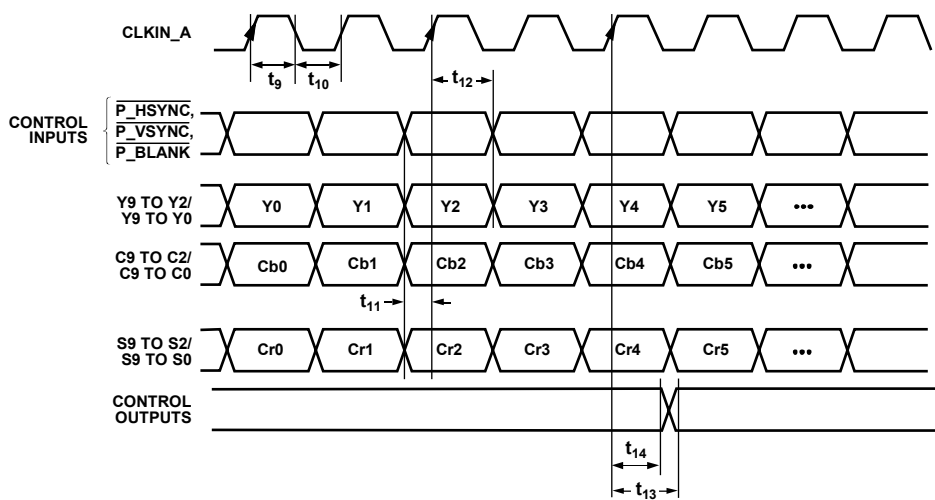 CLKIN_A
t9
t10
t12
CONTROL
INPUTS
P_HSYNC,
P_VSYNC,
P_BLANK
Y9 TO Y2/
Y9 TO Y0
Y0
Y1
Y2
Y3
Y4
Y5
•••
C9 TO C2/
C9 TO C0
Cb0
Cb1
Cb2
Cb3
Cb4
Cb5
•••
t11
S9 TO S2/
S9 TO S0
Cr0
Cr1
Cr2
Cr3
Cr4
Cr5
•••
CONTROL
OUTPUTS
t14
t13